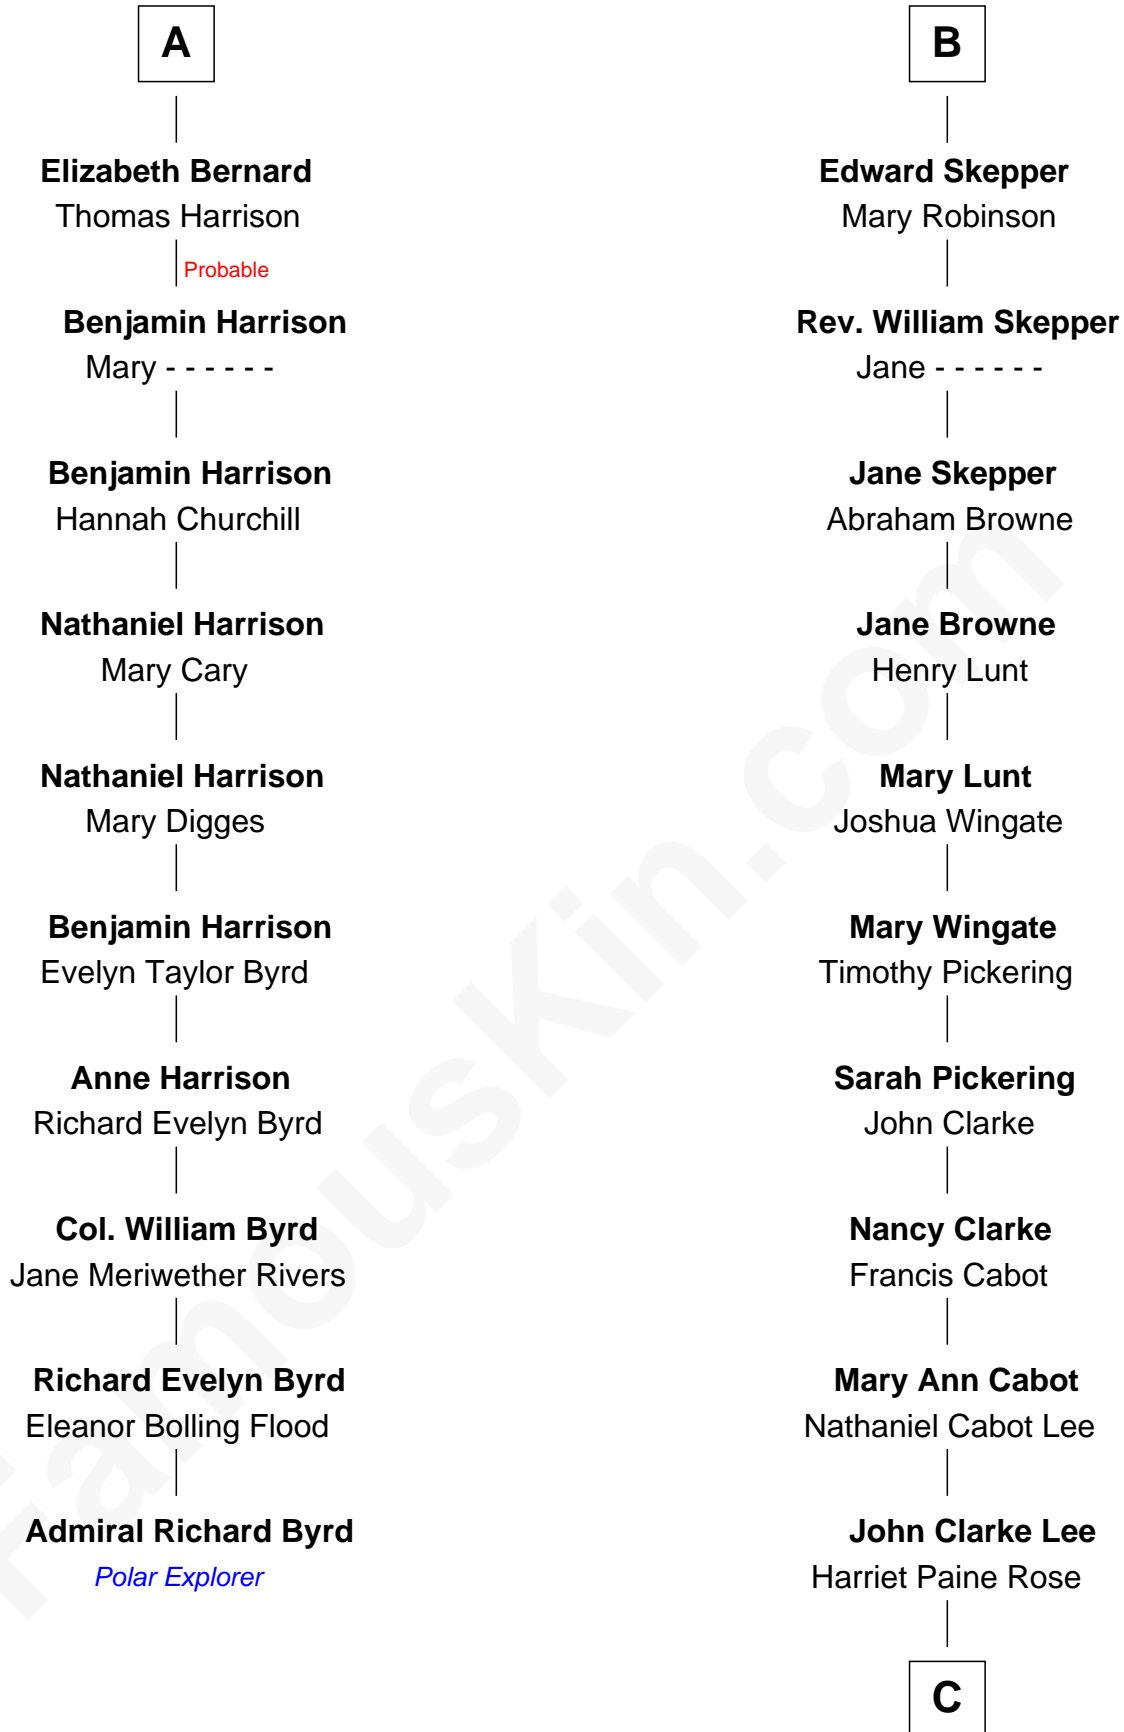 A
Elizabeth Bernard
Thomas Harrison
Probable
Benjamin Harrison
Mary - - - - - -
Benjamin Harrison
Hannah Churchill
Nathaniel Harrison
Mary Cary
Nathaniel Harrison
Mary Digges
Benjamin Harrison
Evelyn Taylor Byrd
Anne Harrison
Richard Evelyn Byrd
Col. William Byrd
Jane Meriwether Rivers
Richard Evelyn Byrd
Eleanor Bolling Flood
Admiral Richard Byrd
Polar Explorer
B
Edward Skepper
Mary Robinson
Rev. William Skepper
Jane - - - - - -
Jane Skepper
Abraham Browne
Jane Browne
Henry Lunt
Mary Lunt
Joshua Wingate
Mary Wingate
Timothy Pickering
Sarah Pickering
John Clarke
Nancy Clarke
Francis Cabot
Mary Ann Cabot
Nathaniel Cabot Lee
John Clarke Lee
Harriet Paine Rose
C
FamousKin.com